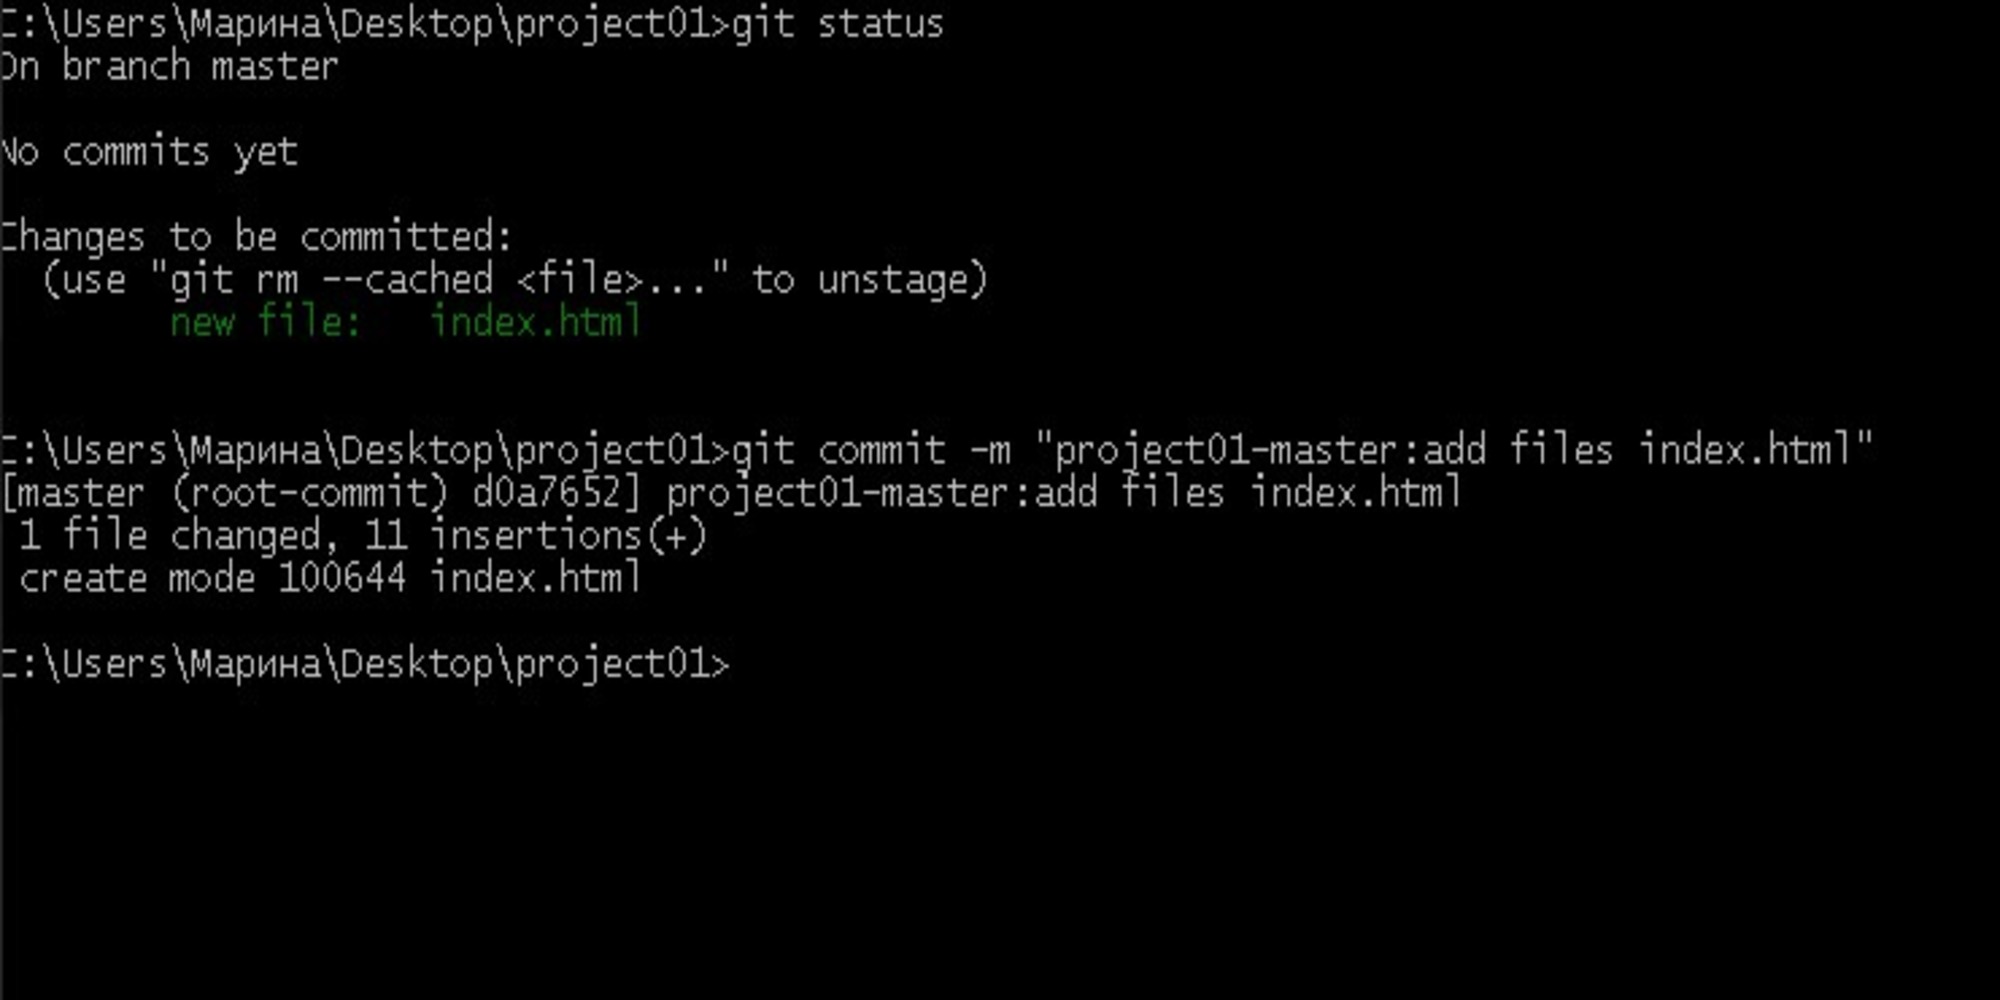 C:\Users\Марина\Desktop\project01>git status
On branch master
No commits yet
Changes to be committed:
(use "git rm --cached <file>..." to unstage)
new file: index.html
C:\Users\Марина\Desktop\project01>git commit -m "project01-master:add files index.html"
[master (root-commit) d0a7652] project01-master:add files index.html
1 file changed, 11 insertions(+)
create mode 100644 index.html
C:\Users\Марина\Desktop\project01>